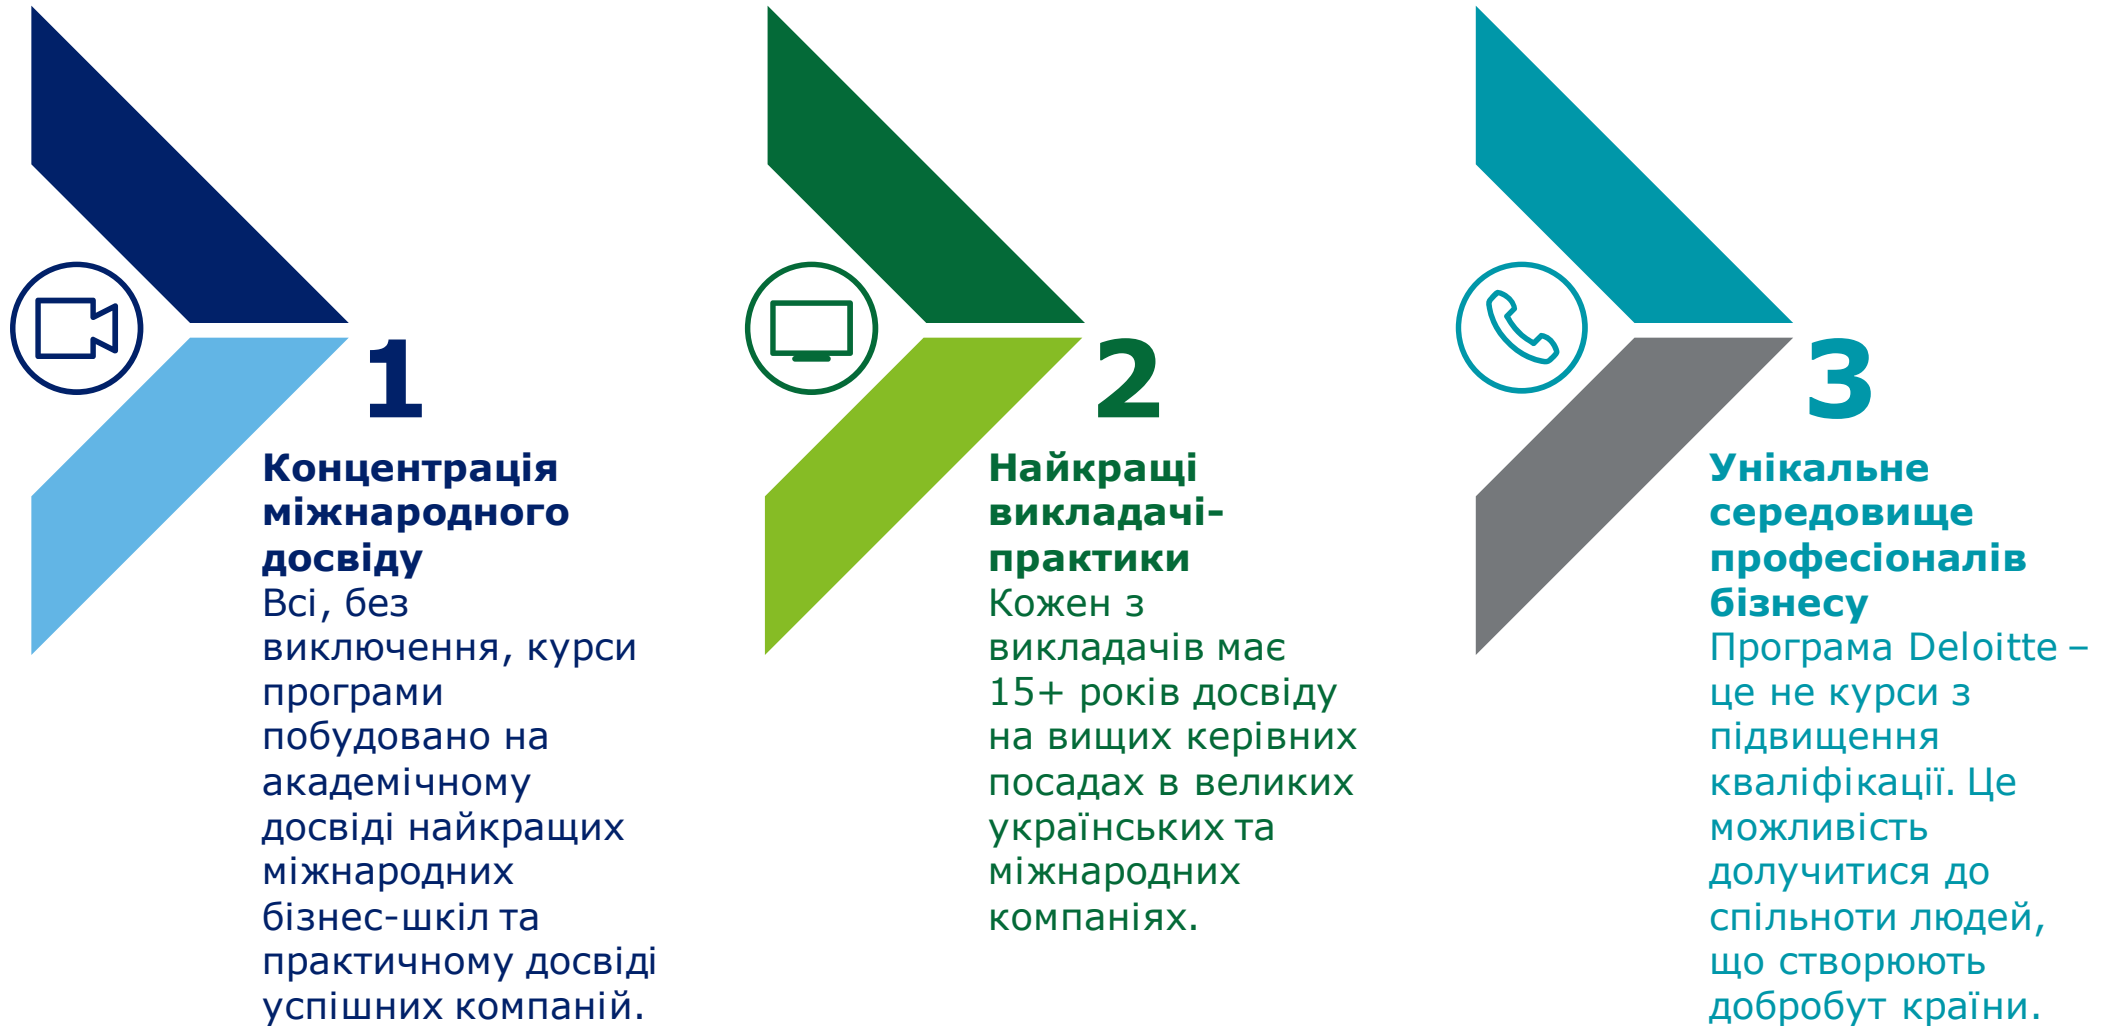 1
Концентрація
міжнародного
досвіду
Всі, без
виключення, курси
програми
побудовано на
академічному
досвіді найкращих
міжнародних
бізнес-шкіл та
практичному досвіді
успішних компаній.
2
Найкращі
викладачі-
практики
Кожен з
викладачів має
15+ років досвіду
на вищих керівних
посадах в великих
українських та
міжнародних
компаніях.
3
Унікальне
середовище
професіоналів
бізнесу
Програма Deloitte –
це не курси з
підвищення
кваліфікації. Це
можливість
долучитися до
спільноти людей,
що створюють
добробут країни.